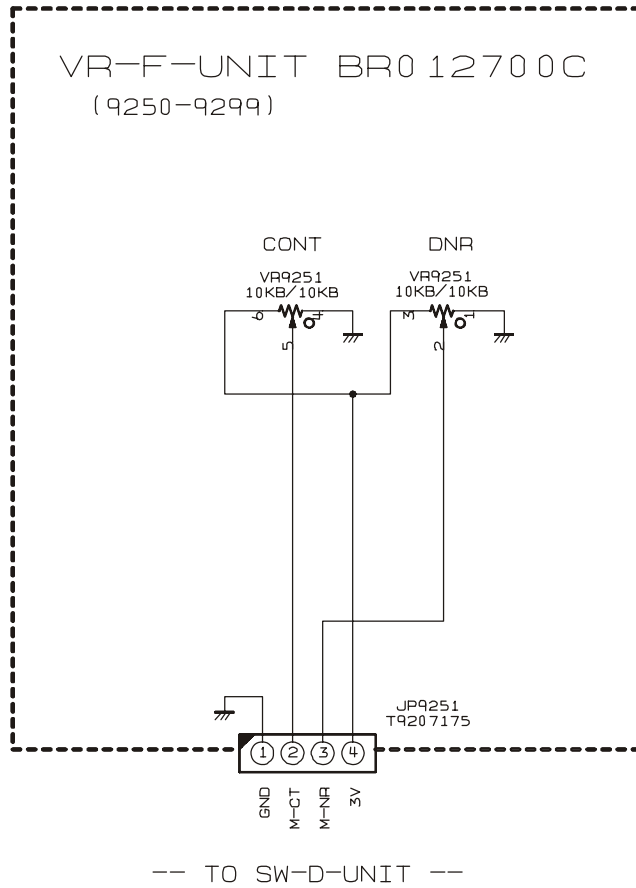 VR-F-UNIT BR012700C
(9250-9299)
CONT
DNR
VR9251
10KB/10KB
VR9251
10KB/10KB
6
4
5
3
1
2
JP9251
T9207175
1 2 3 4
GND
M-CT
M-NR
3V
-- TO SW-D-UNIT --